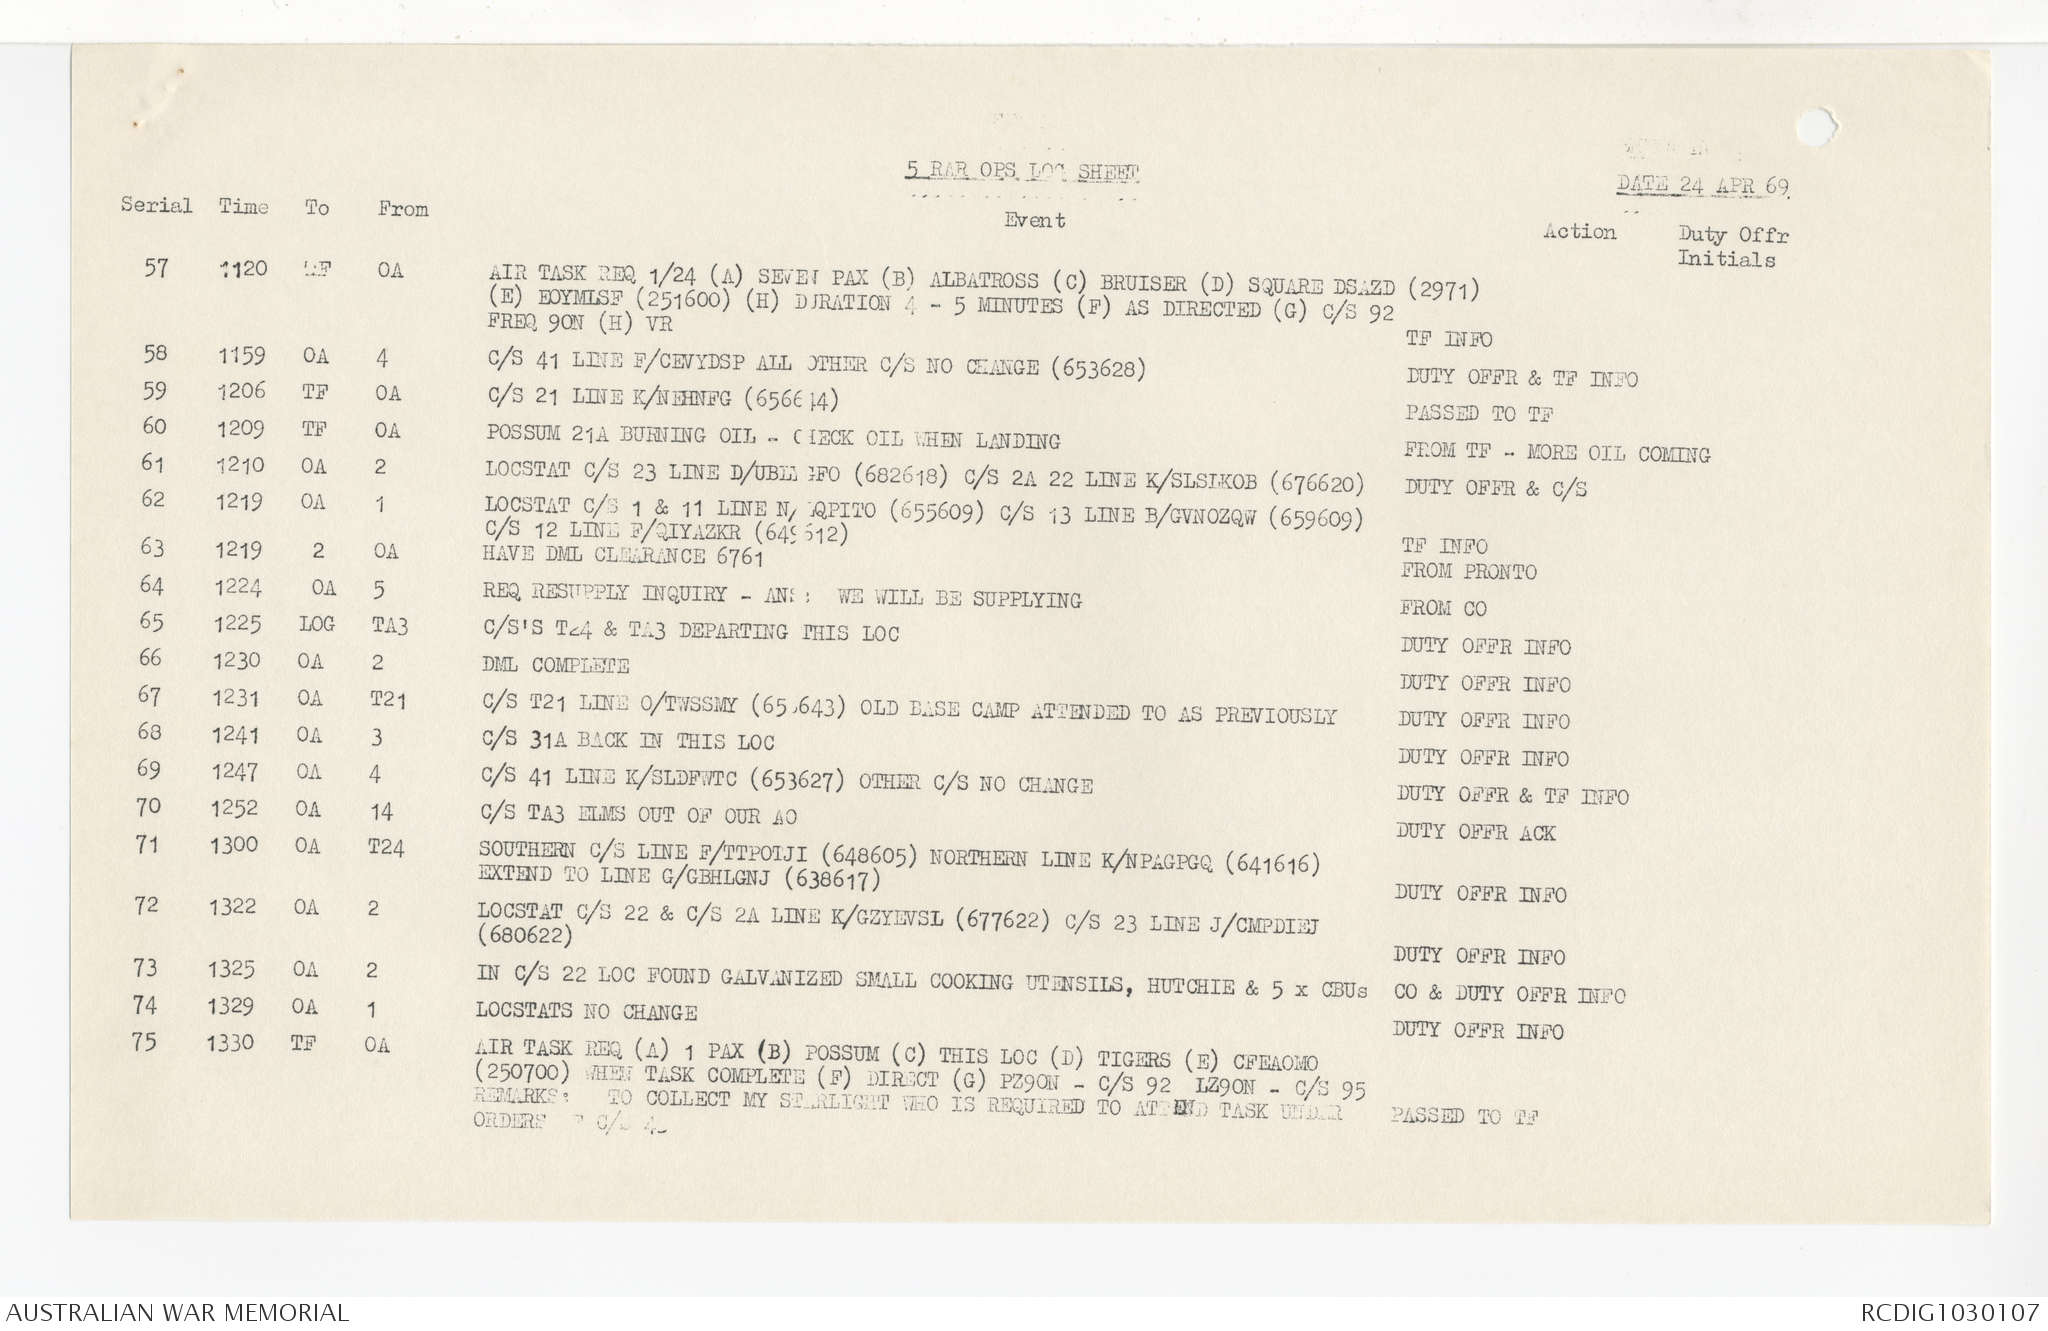 5 RAR OPS LOG SHEET
DATE 24 APR 69
Serial Time To From Event Action Duty Offr
Initials
57 1120 TF OA AIR TASK REQ 1/24 (A) SEVEN PAX (B) ALBATROSS (C) BRUISER (D) SQUARE DSAZD (2971)
(E) EOYMLSF (251600) (H) DURATION 4 - 5 MINUTES (F) AS DIRECTED (G) C/S 92
FREQ 9ON (H) VR TF INFO
58 1159 OA 4 C/S 41 LINE F/CEVYDSP ALL OTHER C/S NO CHANGE (653628) DUTY OFFR & TF INFO
59 1206 TF OA C/S 21 LINE K/NEHNFG (656644) PASSED TO TF
60 1209 TF OA POSSUM 21A BURNING OIL - CHECK OIL WHEN LANDING FROM TF - MORE OIL COMING
61 1210 OA 2 LOCSTAT C/S 23 LINE (682618) C/S 2A 22 LINE K/SLSLKOB (676620) DUTY OFFR & C/S
62 1219 OA 1 LOCSTAT C/S 1 & 11 LINE (655609) C/S 13 LINE B/GVNOZQW (659609)
C/S 12 LINE F/QIYAZKR (649612) TF INFO
63 1219 2 OA HAVE DML CLEARANCE 6761 FROM PRONTO
64 1224 OA 5 REQ RESUPPLY INQUIRY - ANS: WE WILL BE SUPPLYING FROM CO
65 1225 LOG TA3 C/S'S T24 & TA3 DEPARTING THIS LOC DUTY OFFR INFO
66 1230 OA 2 DML COMPLETE DUTY OFFR INFO
67 1231 OA T21 C/S T21 LINE O/TWSSMY OLD BASE CAMP ATTENDED TO AS PREVIOUSLY DUTY OFFR INFO
68 1241 OA 3 C/S 31A BACK IN THIS LOC DUTY OFFR INFO
69 1247 OA 4 C/S 41 LINE K/SLDFWTC (653627) OTHER C/S NO CHANGE DUTY OFFR & TF INFO
70 1252 OA 14 C/S TA3 ELMS OUT OF OUR AO DUTY OFFR ACK
71 1300 OA T24 SOUTHERN C/S LINE F/TTPOTJI (648605) NORTHERN LINE K/NPAGPGQ (641616)
EXTEND TO LINE G/GBHLGNJ (638617) DUTY OFFR INFO
72 1322 OA 2 LOCSTAT C/S 22 & C/S 2A LINE K/GZYEVSL (677622) C/S 23 LINE J/CMPDIEJ
(680622) DUTY OFFR INFO
73 1325 OA 2 IN C/S 22 LOC FOUND GALVANIZED SMALL COOKING UTENSILS, HUTCHIE & 5 x CBUs CO & DUTY OFFR INFO
74 1329 OA 1 LOCSTATS NO CHANGE DUTY OFFR INFO
75 1330 TF OA AIR TASK REQ (A) 1 PAX (B) POSSUM (C) THIS LOC (D) TIGERS (E) CFEAOMO
(250700) WHEN TASK COMPLETE (F) DIRECT (G) PZ9ON - C/S 92 LZ9ON - C/S 95
REMARKS: TO COLLECT MY STARLIGHT WHO IS REQUIRED TO ATTEND TASK UNDER PASSED TO TF
ORDERS C/S
AUSTRALIAN WAR MEMORIAL
RCDIG1030107